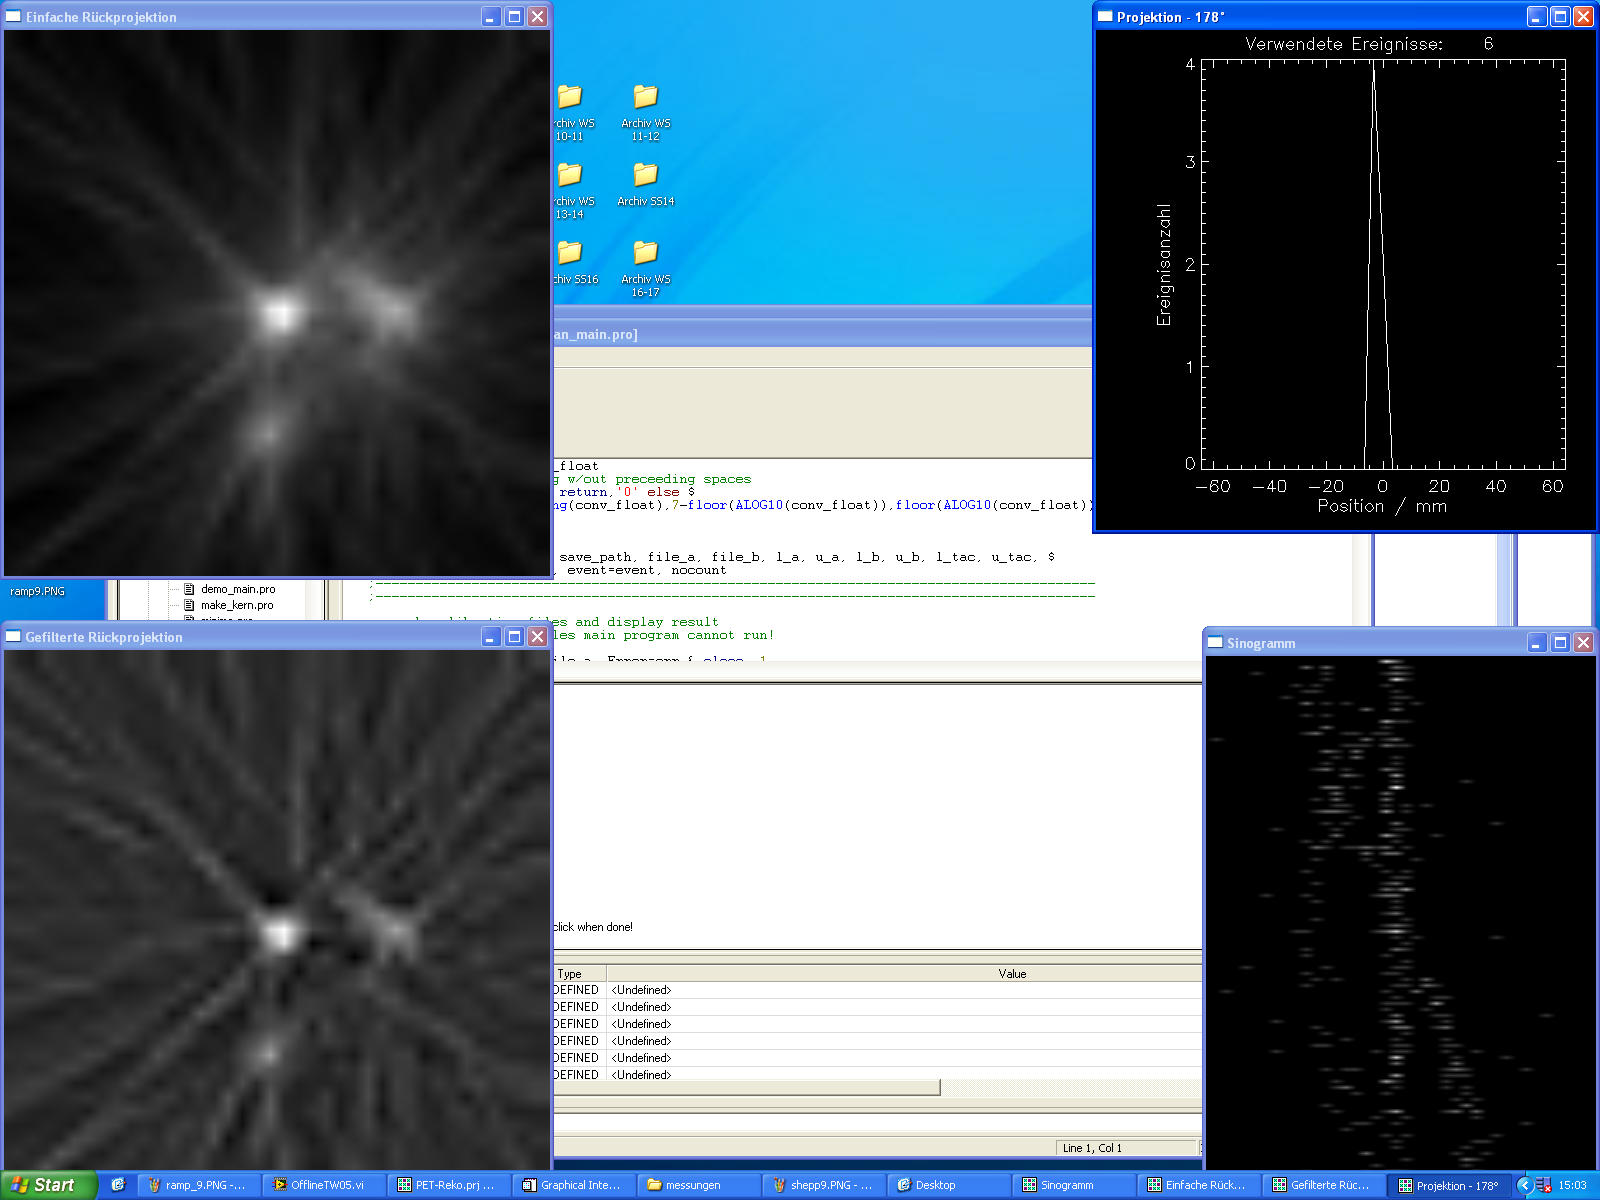 Einfache Rückprojektion
Projektion - 178°
Verwendete Ereignisse: 6
4
3
2
1
0
Ereignisanzahl
-60 -40 -20 0 20 40 60
Position / mm
chiv WS
10-11
Archiv WS
11-12
chiv WS
13-14
Archiv SS14
chiv SS16
Archiv WS
16-17
an_main.pro]
_float
g w/out preceeding spaces
return,'0' else $
ng(conv_float),7-floor(ALOG10(conv_float)),floor(ALOG10(conv_float))
save_path, file_a, file_b, l_a, u_a, l_b, u_b, l_tac, u_tac, $
event=event, nocount
ramp9.PNG
demo_main.pro
make_kern.pro
;==========
;==========
files and display result
les main program cannot run!
Gefilterte Rückprojektion
Sinogramm
click when done!
Type Value
DEFINED <Undefined>
DEFINED <Undefined>
DEFINED <Undefined>
DEFINED <Undefined>
DEFINED <Undefined>
DEFINED <Undefined>
Line 1, Col 1
Start
ramp_9.PNG -...
OfflineTW05.vi
PET-Reko.prj ...
Graphical Inte...
messungen
shepp9.PNG - ...
Desktop
Sinogramm
Einfache Rück...
Gefilterte Rüc...
Projektion - 178°
15:03